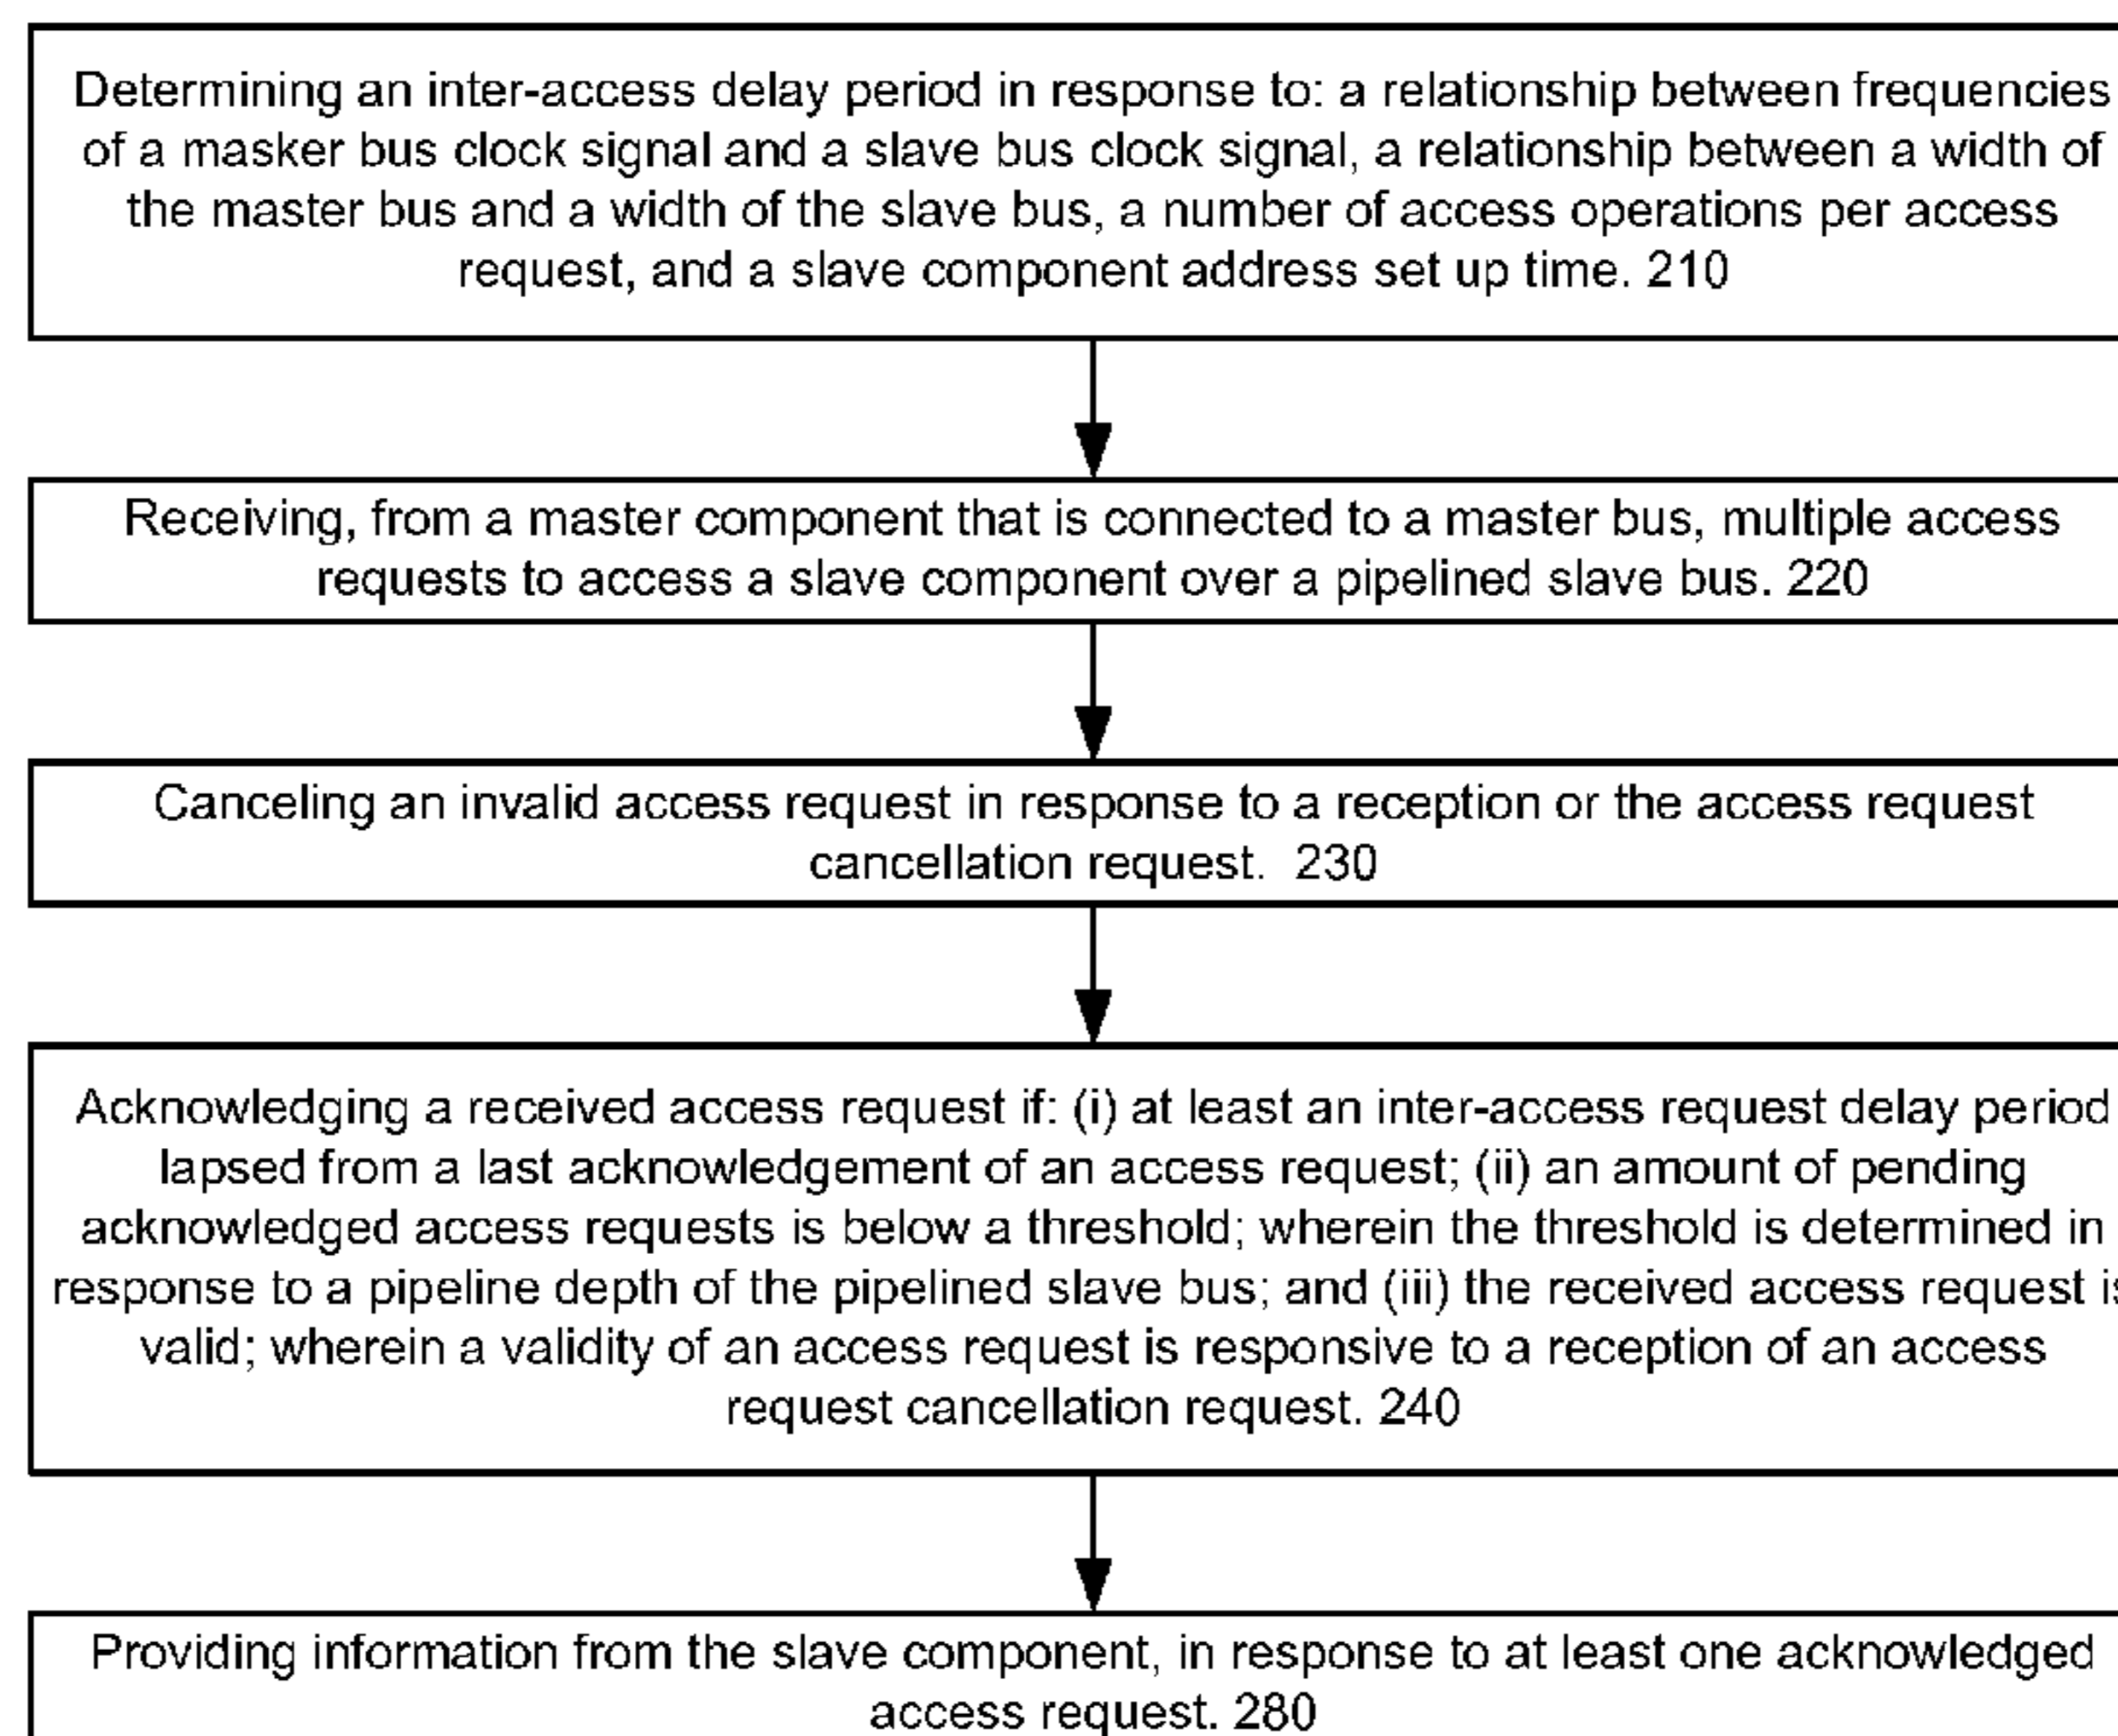 Determining an inter-access delay period in response to: a relationship between frequencies
of a masker bus clock signal and a slave bus clock signal, a relationship between a width of
the master bus and a width of the slave bus, a number of access operations per access
request, and a slave component address set up time. 210
Receiving, from a master component that is connected to a master bus, multiple access
requests to access a slave component over a pipelined slave bus. 220
Canceling an invalid access request in response to a reception or the access request
cancellation request. 230
Acknowledging a received access request if: (i) at least an inter-access request delay period
lapsed from a last acknowledgement of an access request; (ii) an amount of pending
acknowledged access requests is below a threshold; wherein the threshold is determined in
response to a pipeline depth of the pipelined slave bus; and (iii) the received access request is
valid; wherein a validity of an access request is responsive to a reception of an access
request cancellation request. 240
Providing information from the slave component, in response to at least one acknowledged
access request. 280